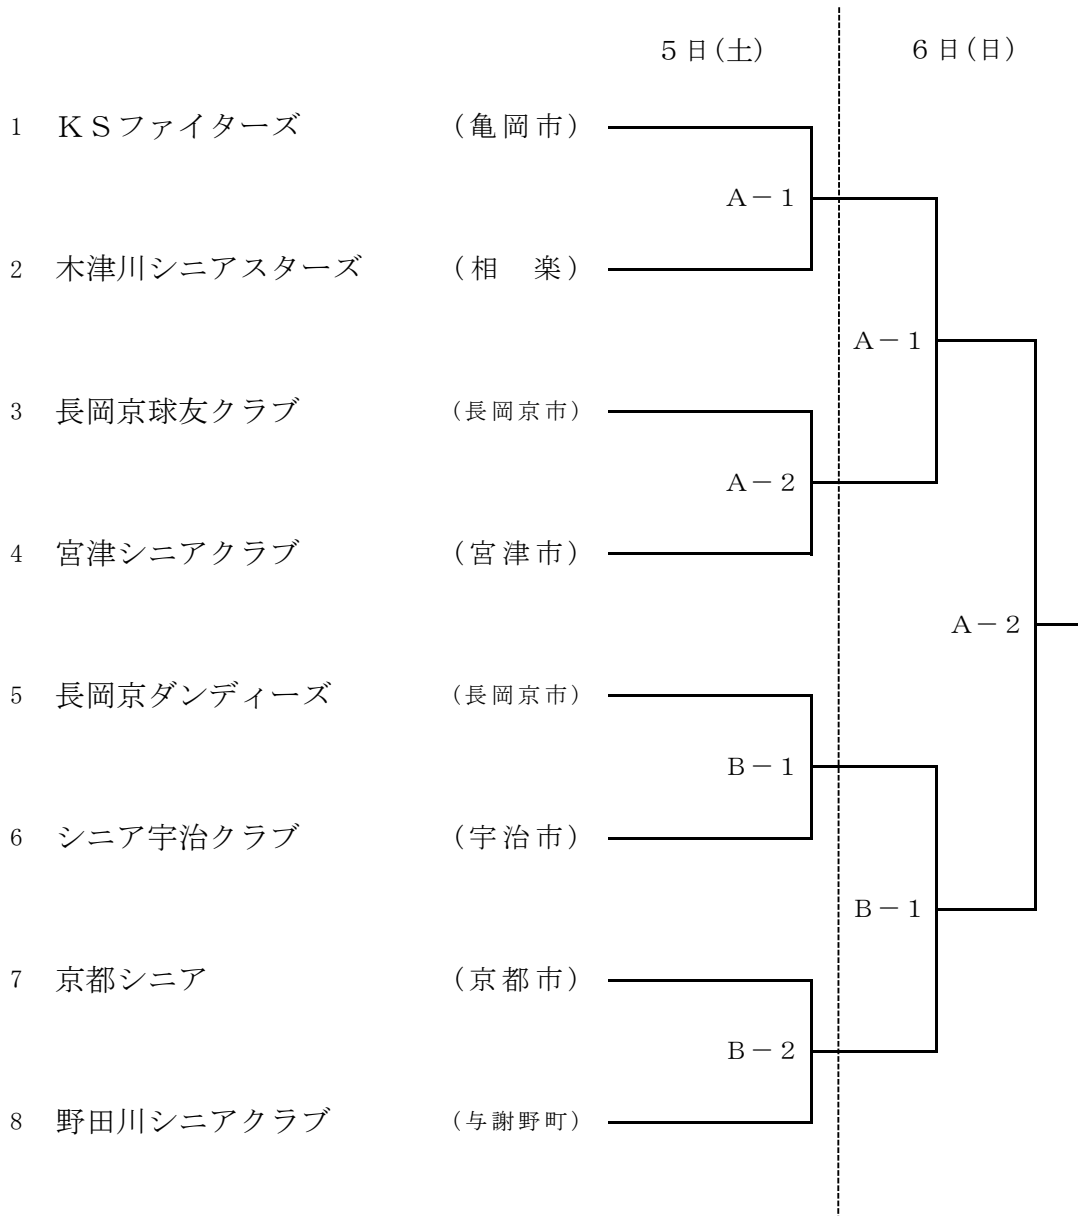 ５日(土) ６日(日)
1 ＫＳファイターズ (亀岡市)
Ａ－１
2 木津川シニアスターズ (相　楽)
Ａ－１
3 長岡京球友クラブ (長岡京市)
Ａ－２
4 宮津シニアクラブ (宮津市)
Ａ－２
5 長岡京ダンディーズ (長岡京市)
Ｂ－１
6 シニア宇治クラブ (宇治市)
Ｂ－１
7 京都シニア (京都市)
Ｂ－２
8 野田川シニアクラブ (与謝野町)